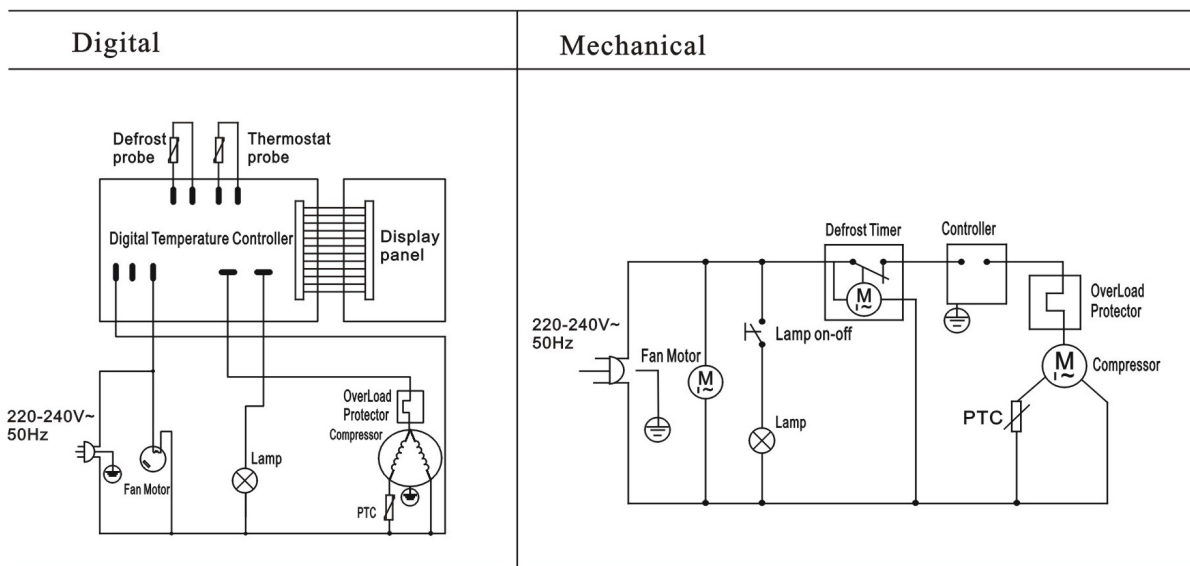 Digital
Mechanical
Defrost
probe
Thermostat
probe
Digital Temperature Controller
Display
panel
220-240V~
50Hz
Fan Motor
Lamp
OverLoad
Protector
Compressor
PTC
220-240V~
50Hz
Fan Motor
M
~
Lamp on-off
Lamp
Defrost Timer
M
~
Controller
OverLoad
Protector
M
~
Compressor
PTC